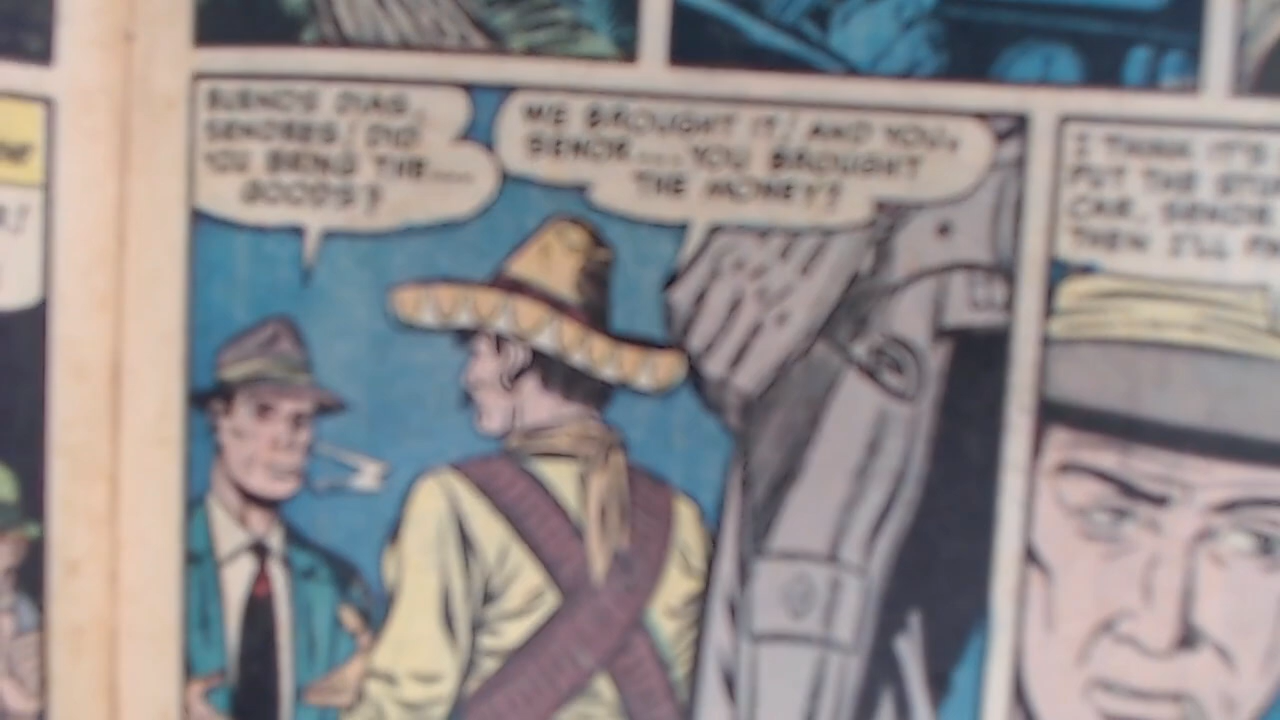 BUENOS DIAS,
SENORES! DID
YOU BRING THE....
GOODS?
WE BROUGHT IT! AND YOU,
SENOR....YOU BROUGHT
THE MONEY?
I THINK IT'S
PUT THE
CAR, SENOR
THEN I'LL